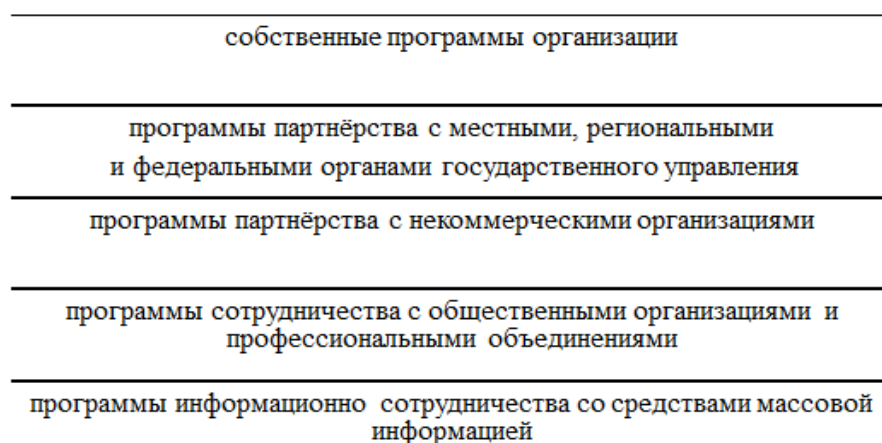 собственные программы организации
программы партнёрства с местными, региональными
и федеральными органами государственного управления
программы партнёрства с некоммерческими организациями
программы сотрудничества с общественными организациями и
профессиональными объединениями
программы информационно сотрудничества со средствами массовой
информацией